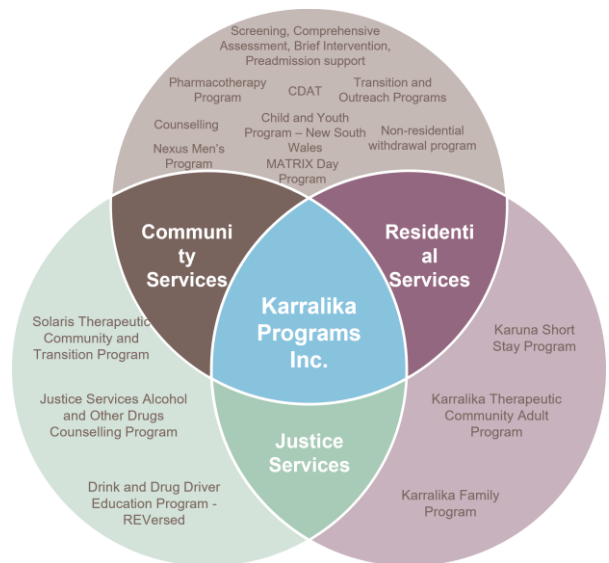 Screening, Comprehensive
Assessment, Brief Intervention,
Preadmission support
Pharmacotherapy
Program
CDAT
Transition and
Outreach Programs
Counselling
Child and Youth
Program – New South
Wales
Non-residential
withdrawal program
Nexus Men's
Program
MATRIX Day
Program
Communi
ty
Services
Residenti
al
Services
Karralika
Programs
Inc.
Solaris Therapeutic
Community and
Transition Program
Karuna Short
Stay Program
Justice Services Alcohol
and Other Drugs
Counselling Program
Karralika Therapeutic
Community Adult
Program
Justice
Services
Drink and Drug Driver
Education Program -
REVersed
Karralika Family
Program